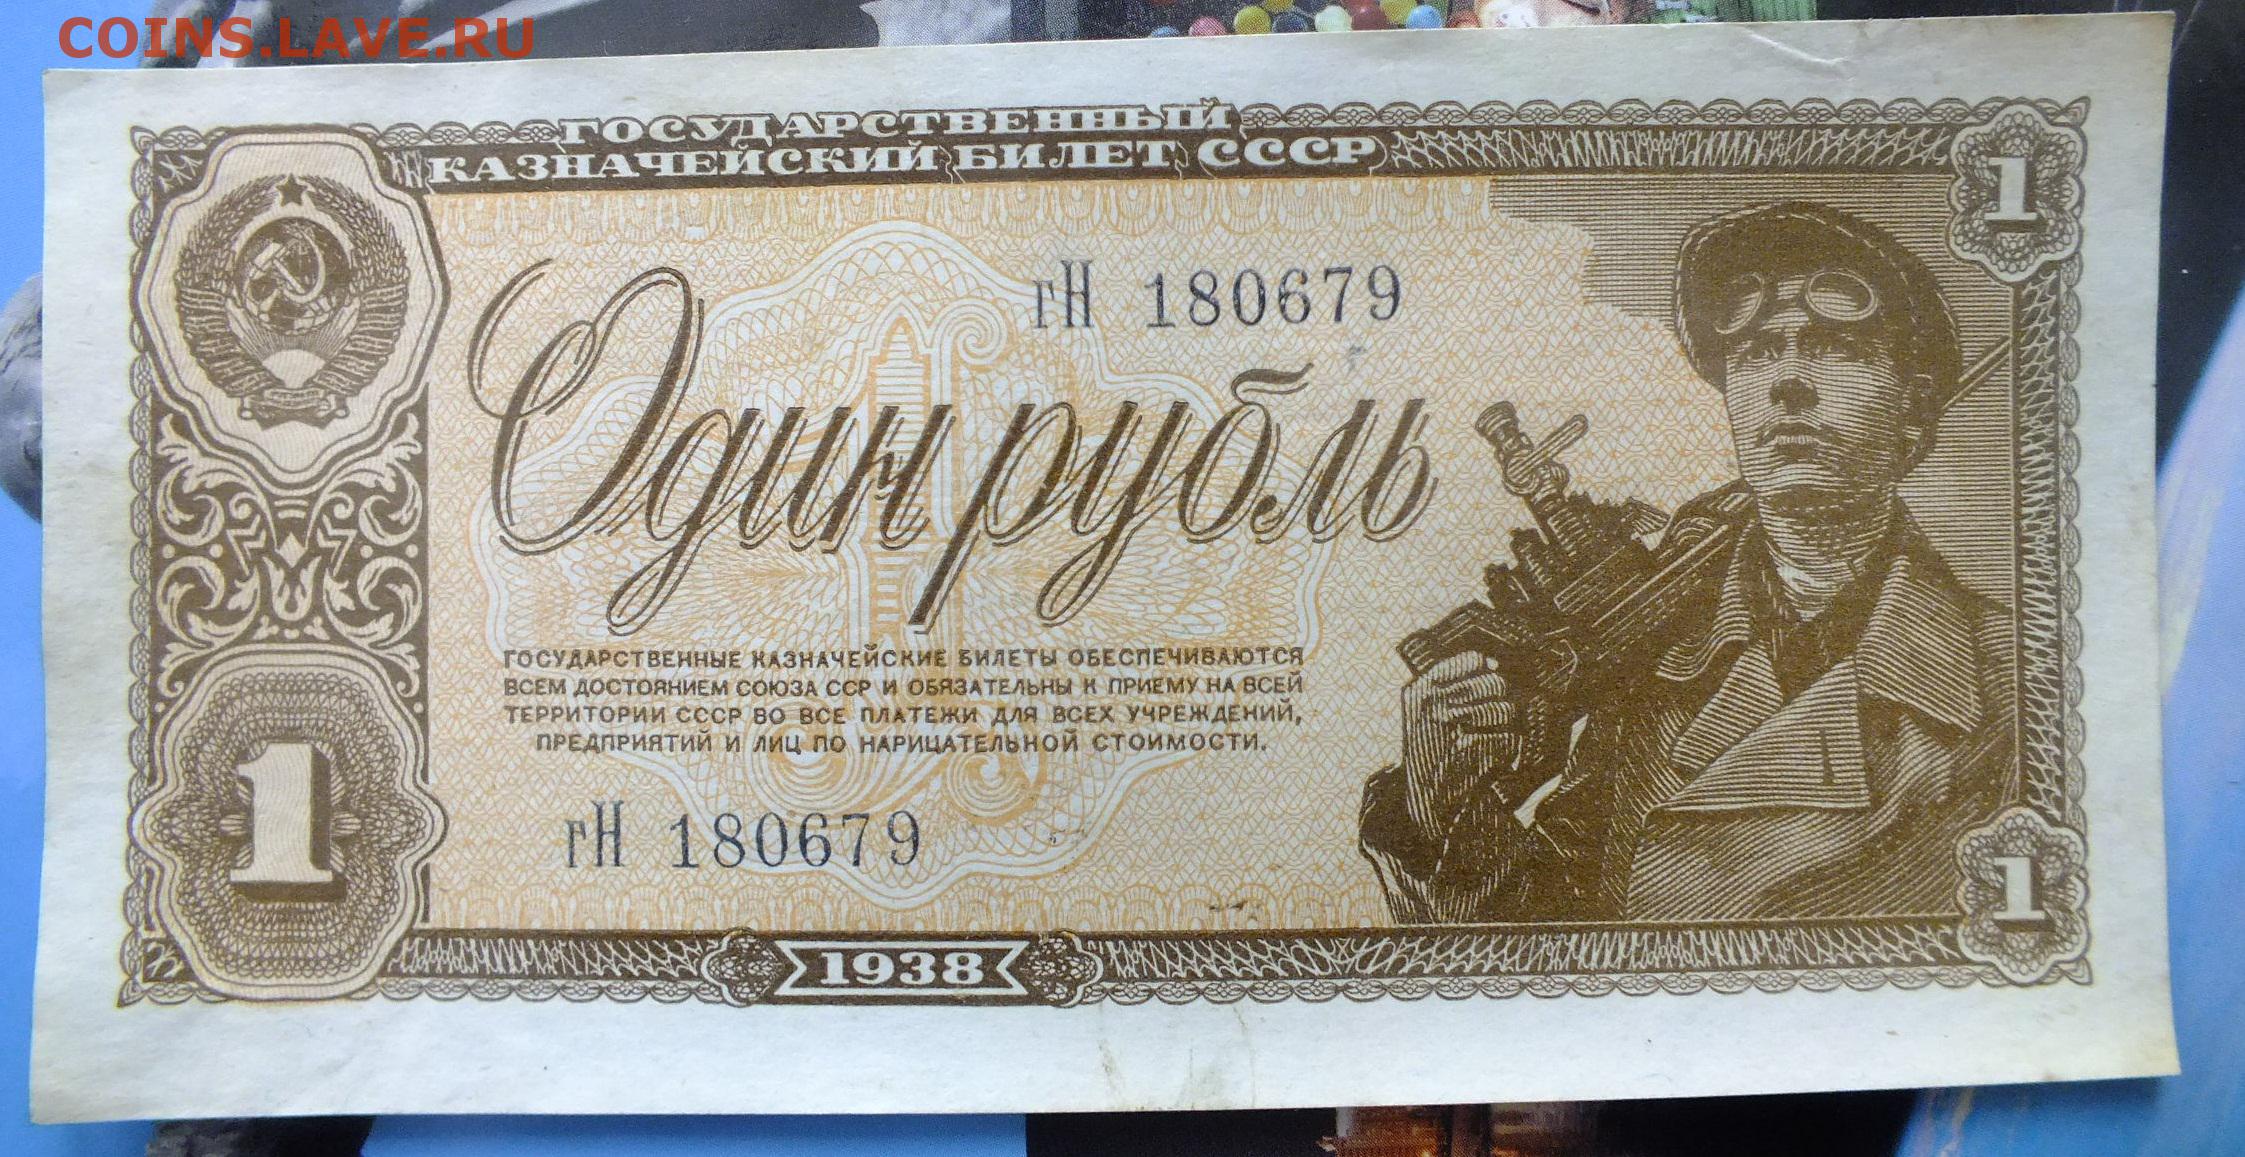 COINS.LAVE.RU
ГОСУДАРСТВЕННЫЙ
КАЗНАЧЕЙСКИЙ БИЛЕТ СССР
1
гН 180679
Один рубль
ГОСУДАРСТВЕННЫЕ КАЗНАЧЕЙСКИЕ БИЛЕТЫ ОБЕСПЕЧИВАЮТСЯ
ВСЕМ ДОСТОЯНИЕМ СОЮЗА ССР И ОБЯЗАТЕЛЬНЫ К ПРИЕМУ НА ВСЕЙ
ТЕРРИТОРИИ СССР ВО ВСЕ ПЛАТЕЖИ ДЛЯ ВСЕХ УЧРЕЖДЕНИЙ,
ПРЕДПРИЯТИЙ И ЛИЦ ПО НАРИЦАТЕЛЬНОЙ СТОИМОСТИ.
1
гН 180679
1
1938